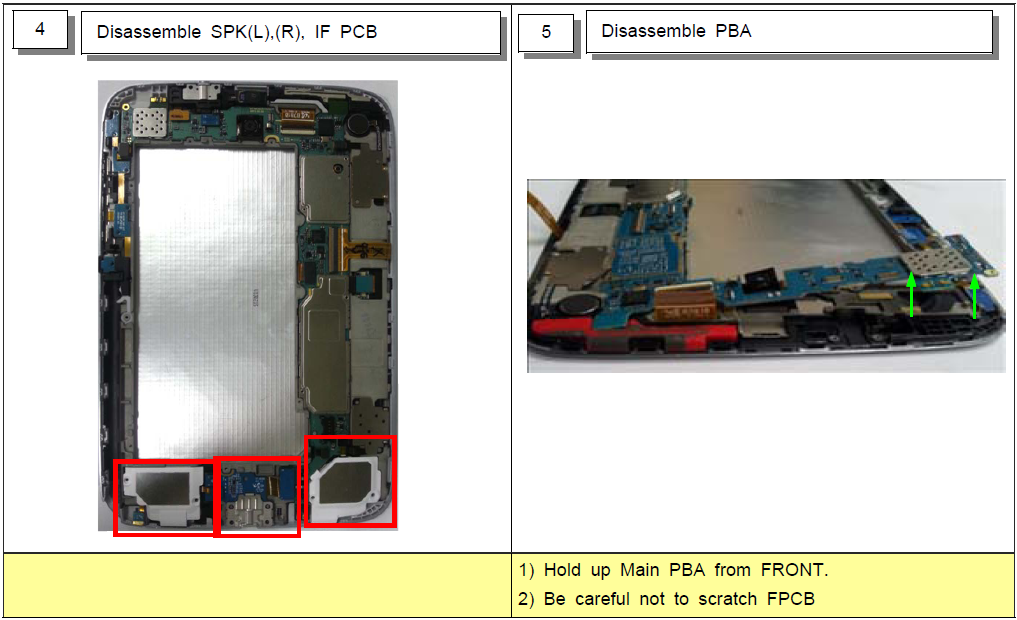 4
Disassemble SPK(L),(R), IF PCB
5
Disassemble PBA
1) Hold up Main PBA from FRONT.
2) Be careful not to scratch FPCB